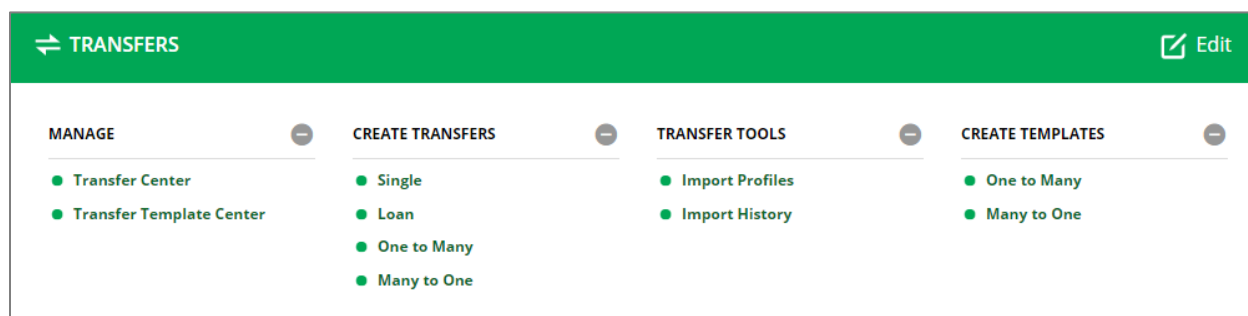 TRANSFERS
Edit
MANAGE
Transfer Center
Transfer Template Center
CREATE TRANSFERS
Single
Loan
One to Many
Many to One
TRANSFER TOOLS
Import Profiles
Import History
CREATE TEMPLATES
One to Many
Many to One